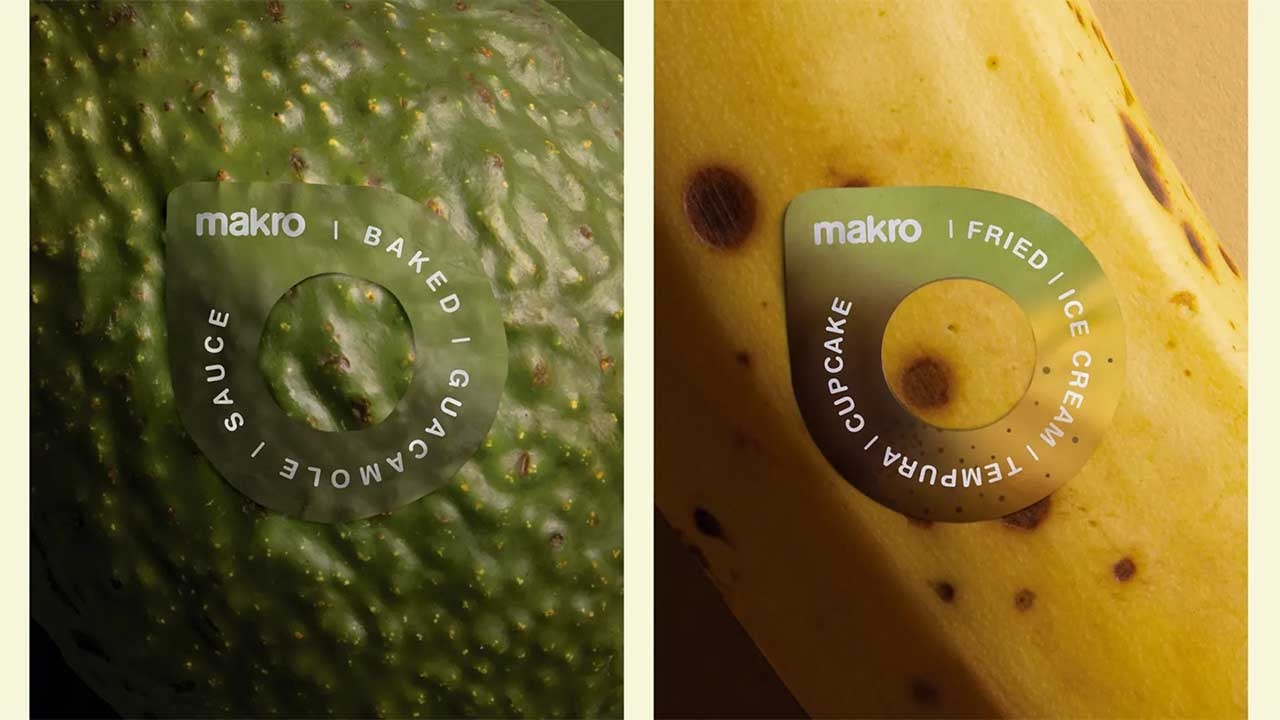 makro | BAKED | GUACAMOLE | SAUCE
makro | FRIED | ICE CREAM | TEMPURA | CUPCAKE